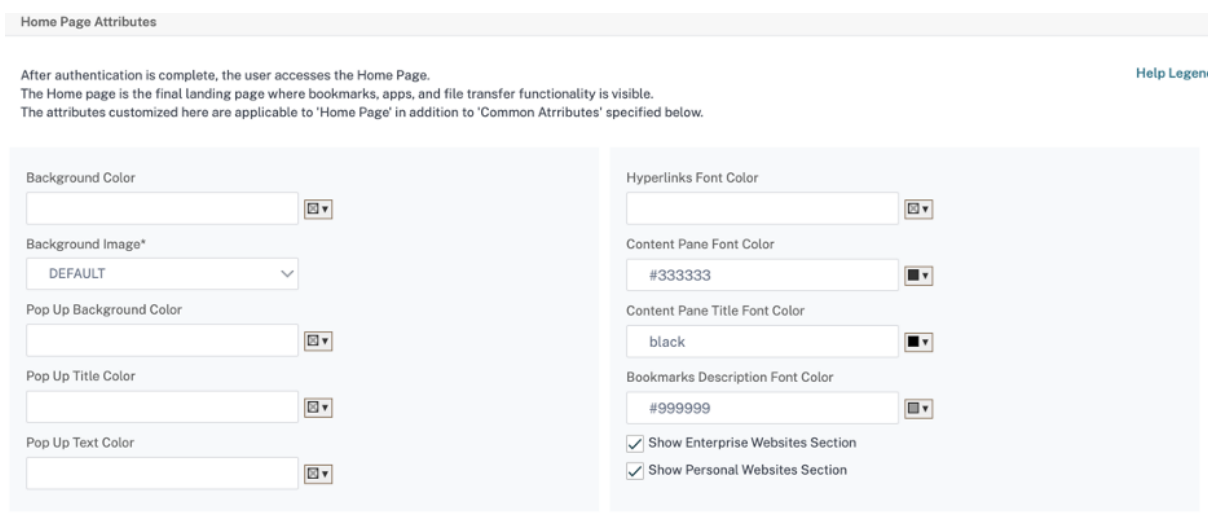 Home Page Attributes
After authentication is complete, the user accesses the Home Page.
Help Legend
The Home page is the final landing page where bookmarks, apps, and file transfer functionality is visible.
The attributes customized here are applicable to 'Home Page' in addition to 'Common Atrributes' specified below.
Background Color
Background Image*
DEFAULT
Pop Up Background Color
Pop Up Title Color
Pop Up Text Color
Hyperlinks Font Color
Content Pane Font Color
#333333
Content Pane Title Font Color
black
Bookmarks Description Font Color
#999999
Show Enterprise Websites Section
Show Personal Websites Section